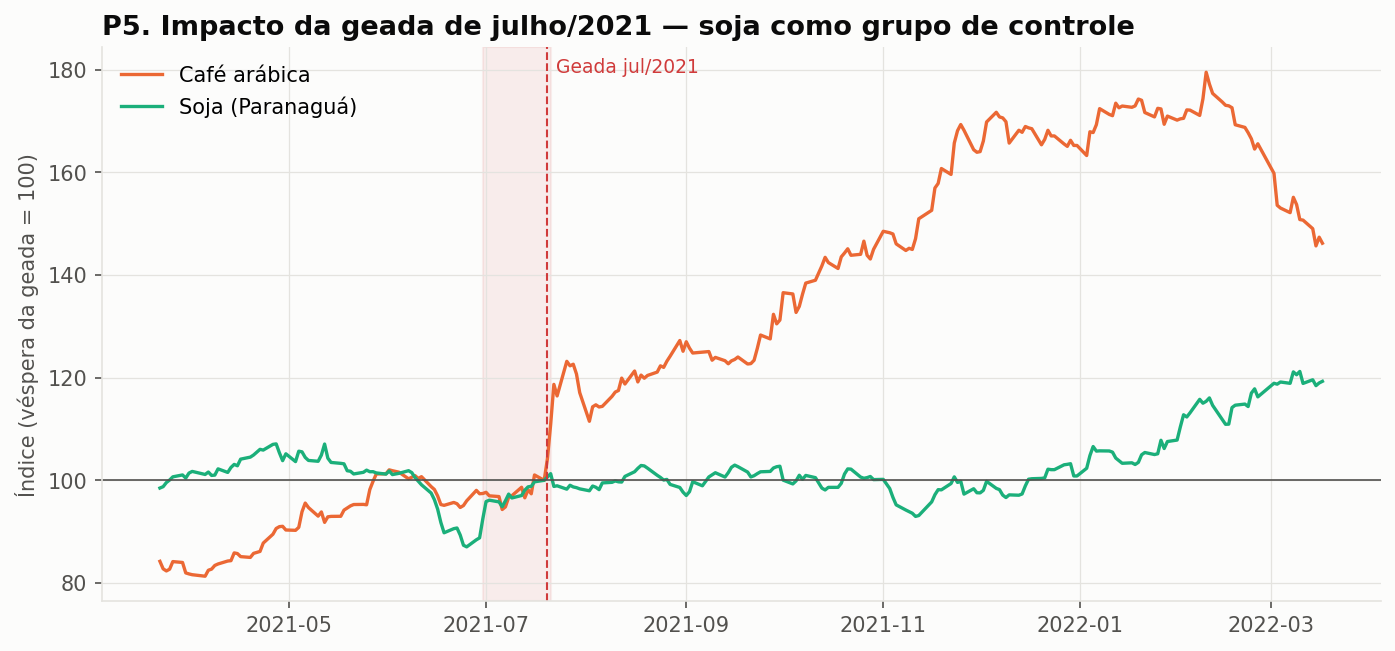 P5. Impacto da geada de julho/2021 — soja como grupo de controle
Café arábica
Soja (Paranaguá)
Geada jul/2021
Índice (véspera da geada = 100)
180
160
140
120
100
80
2021-05
2021-07
2021-09
2021-11
2022-01
2022-03